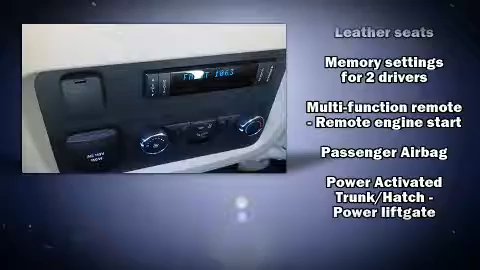 Leather seats
Memory settings
for 2 drivers
Multi-function remote
- Remote engine start
Passenger Airbag
Power Activated
Trunk/Hatch -
Power liftgate